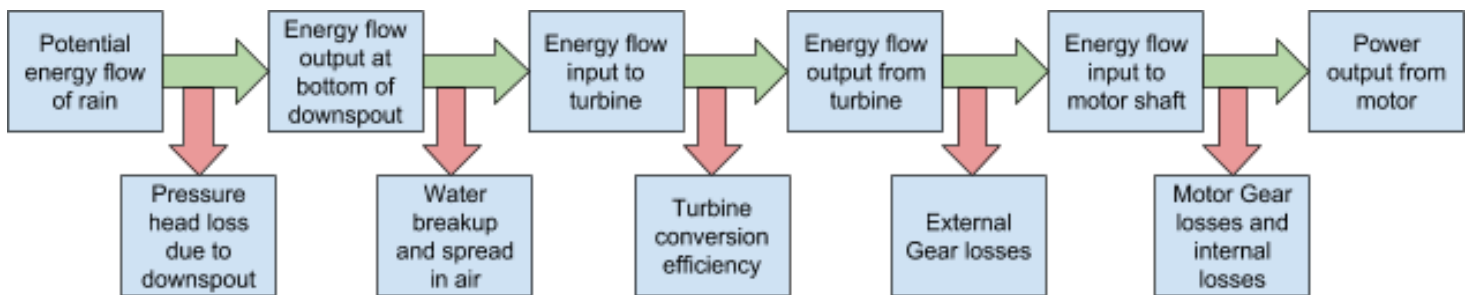 Potential
energy flow
of rain
Energy flow
output at
bottom of
downspout
Energy flow
input to
turbine
Energy flow
output from
turbine
Energy flow
input to
motor shaft
Power
output from
motor
Pressure
head loss
due to
downspout
Water
breakup
and spread
in air
Turbine
conversion
efficiency
External
Gear losses
Motor Gear
losses and
internal
losses